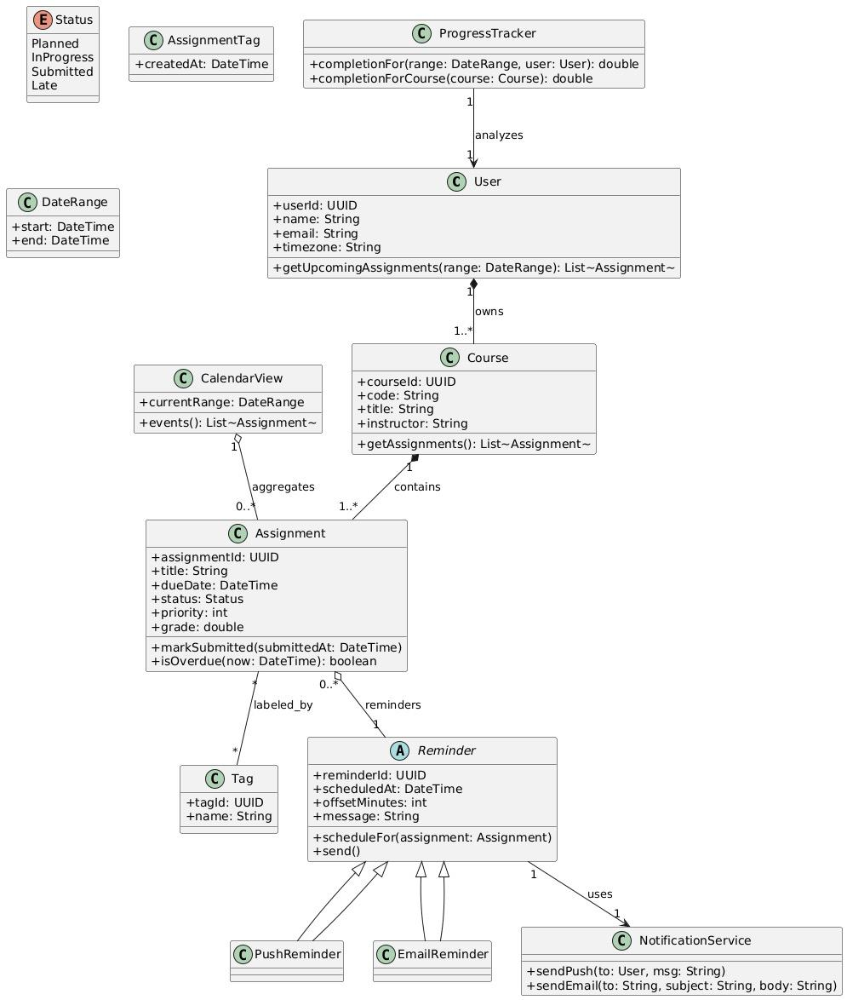 E Status
Planned
InProgress
Submitted
Late
C AssignmentTag
+createdAt: DateTime
C ProgressTracker
+completionFor(range: DateRange, user: User): double
+completionForCourse(course: Course): double
1
analyzes
1
C DateRange
+start: DateTime
+end: DateTime
C User
+userId: UUID
+name: String
+email: String
+timezone: String
+getUpcomingAssignments(range: DateRange): List~Assignment~
1
owns
1..*
C CalendarView
+currentRange: DateRange
+events(): List~Assignment~
C Course
+courseId: UUID
+code: String
+title: String
+instructor: String
+getAssignments(): List~Assignment~
1
aggregates
0..*
1
contains
1..*
C Assignment
+assignmentId: UUID
+title: String
+dueDate: DateTime
+status: Status
+priority: int
+grade: double
+markSubmitted(submittedAt: DateTime)
+isOverdue(now: DateTime): boolean
*
labeled_by
*
0..*
reminders
1
C Tag
+tagId: UUID
+name: String
A Reminder
+reminderId: UUID
+scheduledAt: DateTime
+offsetMinutes: int
+message: String
+scheduleFor(assignment: Assignment)
+send()
1
uses
1
C PushReminder
C EmailReminder
C NotificationService
+sendPush(to: User, msg: String)
+sendEmail(to: String, subject: String, body: String)